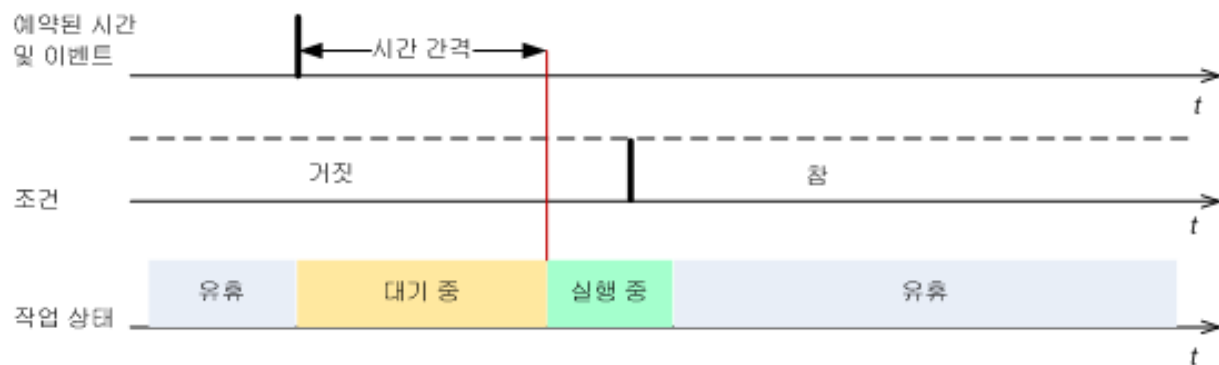 예약된 시간
및 이벤트
시간 간격
t
거짓
참
조건
t
유휴
대기 중
실행 중
유휴
작업 상태
t